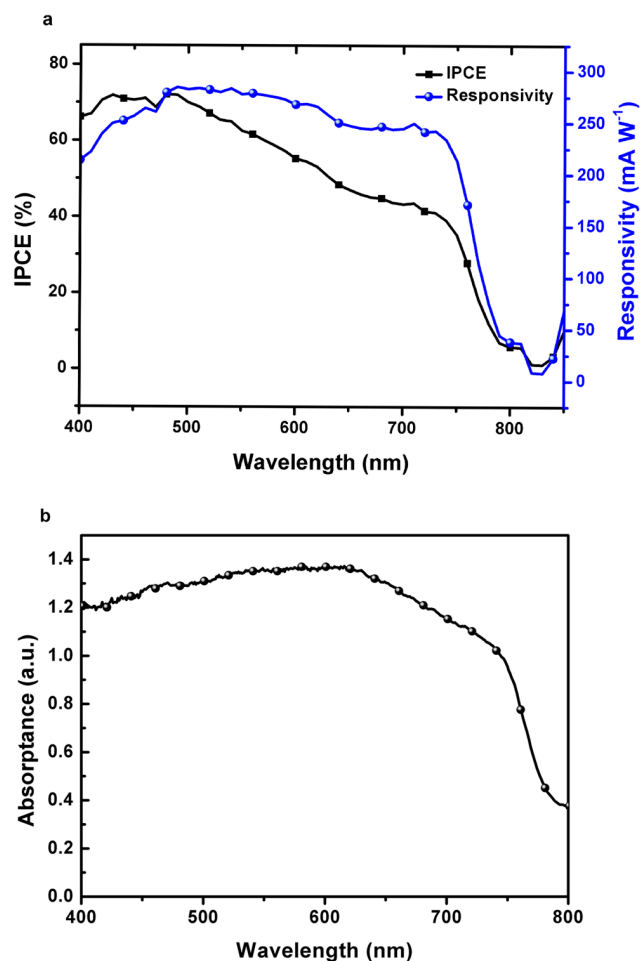 a
80
60
40
20
0
IPCE (%)
IPCE
Responsivity
300
250
200
150
100
50
0
Responsivity (mA W⁻¹)
400 500 600 700 800
Wavelength (nm)
b
1.4
1.2
1.0
0.8
0.6
0.4
0.2
0.0
Absorptance (a.u.)
400 500 600 700 800
Wavelength (nm)